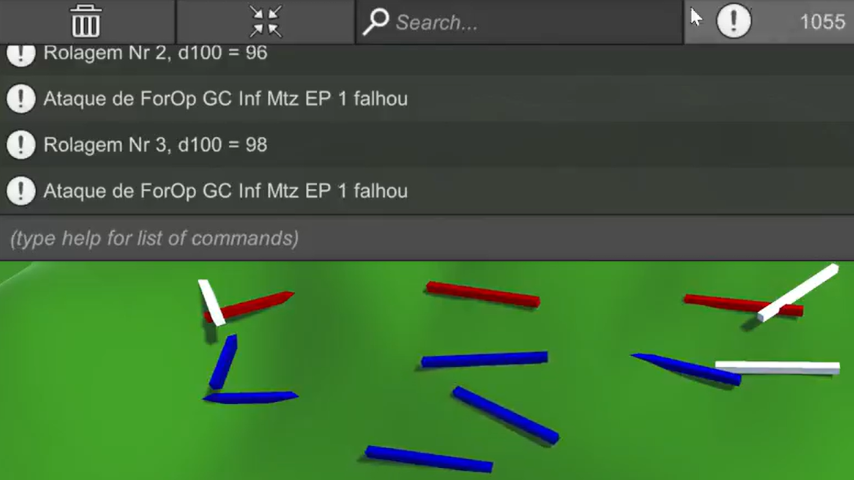 Search...
1055
Rolagem Nr 2, d100 = 96
Ataque de ForOp GC Inf Mtz EP 1 falhou
Rolagem Nr 3, d100 = 98
Ataque de ForOp GC Inf Mtz EP 1 falhou
(type help for list of commands)